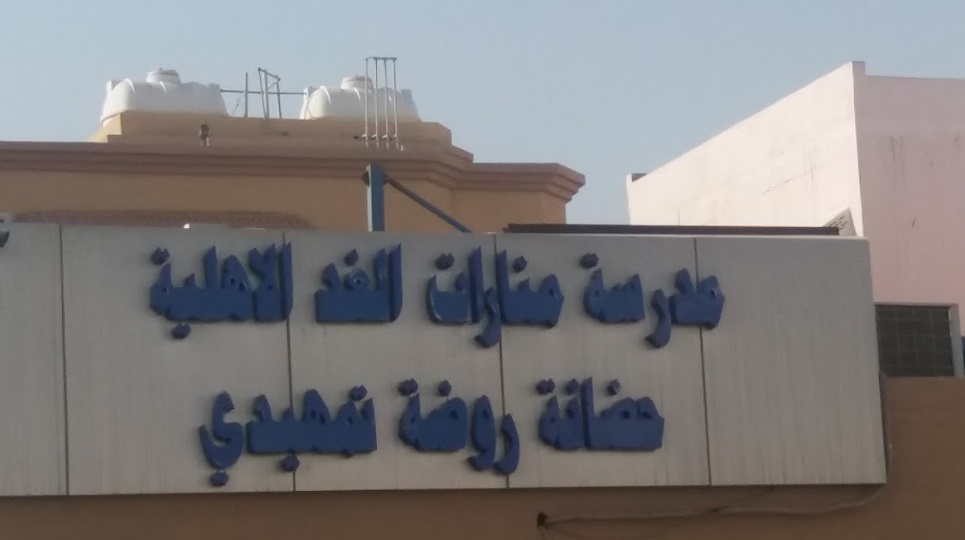 مدرسة منارات الغد الاهلية
حضانة روضة تمهيدي